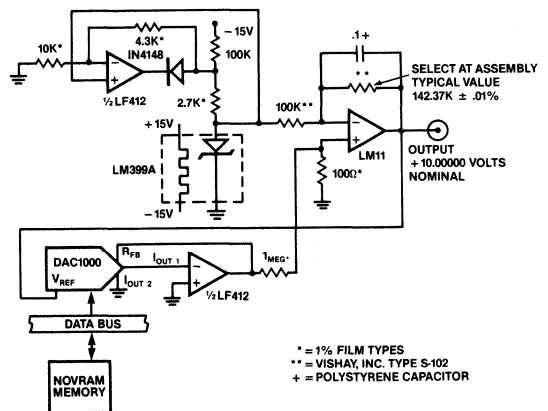 .1+
4.3K*
- 15V
IN4148
100K
10K*
-
+
½ LF412
2.7K*
**
SELECT AT ASSEMBLY
TYPICAL VALUE
142.37K ± .01%
100K**
-
+
LM11
+ 15V
LM399A
- 15V
100Ω*
OUTPUT
+ 10.00000 VOLTS
NOMINAL
DAC1000
VREF
RFB
IOUT 1
IOUT 2
-
+
½ LF412
1MEG*
DATA BUS
NOVRAM
MEMORY
* = 1% FILM TYPES
** = VISHAY, INC. TYPE S-102
+ = POLYSTYRENE CAPACITOR